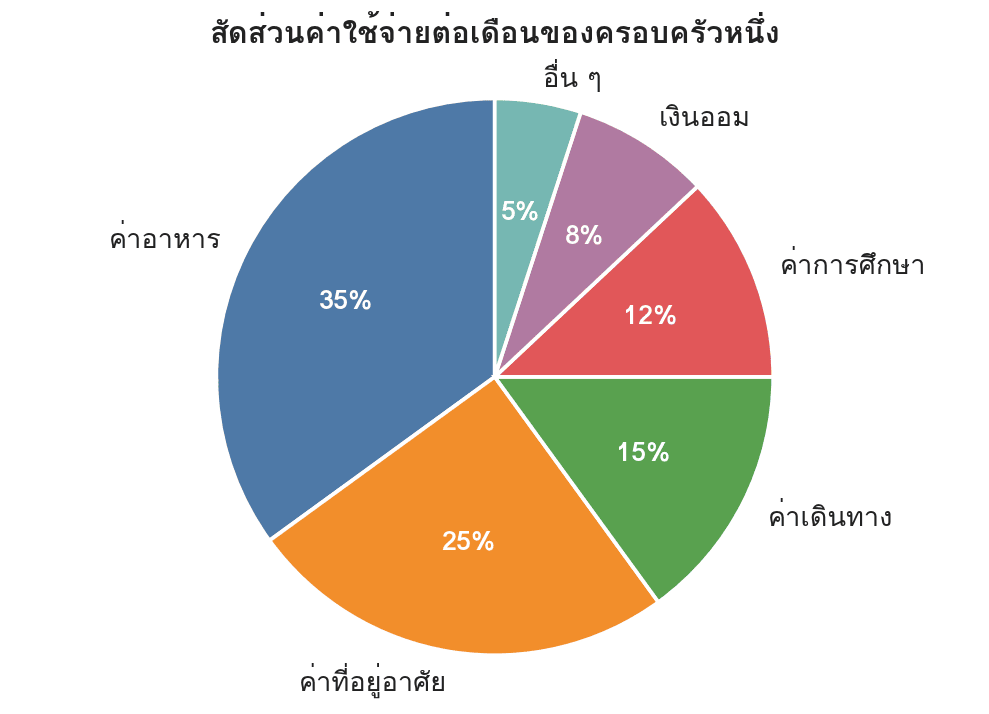 สัดส่วนค่าใช้จ่ายต่อเดือนของครอบครัวหนึ่ง
อื่น ๆ
เงินออม
5%
8%
ค่าอาหาร
ค่าการศึกษา
35%
12%
15%
ค่าเดินทาง
25%
ค่าที่อยู่อาศัย